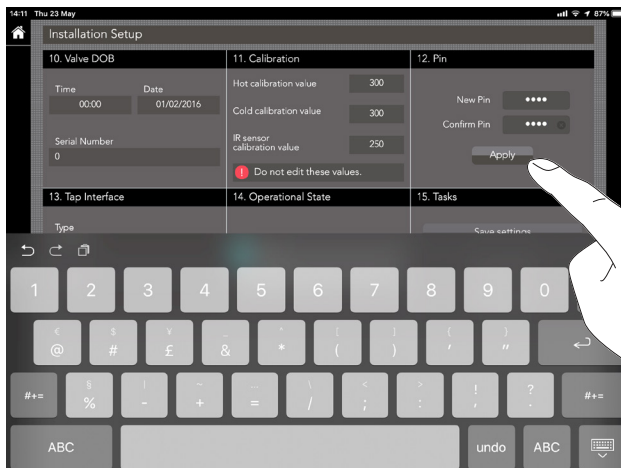 14:11 Thu 23 May
87%
Installation Setup
10. Valve DOB
Time Date
00:00 01/02/2016
Serial Number
0
11. Calibration
Hot calibration value 300
Cold calibration value 300
IR sensor
calibration value 250
! Do not edit these values.
12. Pin
New Pin ••••
Confirm Pin ••••
Apply
13. Tap Interface
Type
14. Operational State
15. Tasks
Save settings
1 2 3 4 5 6 7 8 9 0
€ $ ¥ _ ^ [ ] { }
@ # £ & * ( ) ' "
§ | ~ … \ < > ! ?
#+= % - + = / ; : , . #+=
ABC undo ABC